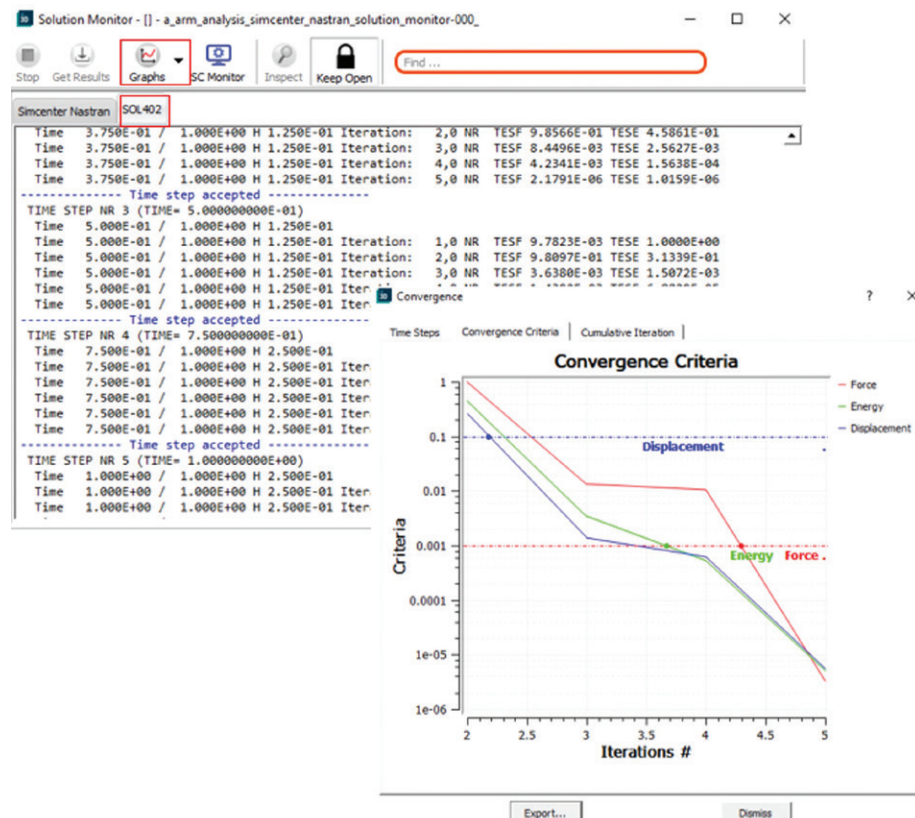 Solution Monitor - [] - a_arm_analysis_simcenter_nastran_solution_monitor-000_
Stop Get Results Graphs SC Monitor Inspect Keep Open Find ...
Simcenter Nastran SOL402
Time 3.750E-01 / 1.000E+00 H 1.250E-01 Iteration: 2,0 NR TESF 9.8566E-01 TESE 4.5861E-01
Time 3.750E-01 / 1.000E+00 H 1.250E-01 Iteration: 3,0 NR TESF 8.4496E-03 TESE 2.5627E-03
Time 3.750E-01 / 1.000E+00 H 1.250E-01 Iteration: 4,0 NR TESF 4.2341E-03 TESE 1.5638E-04
Time 3.750E-01 / 1.000E+00 H 1.250E-01 Iteration: 5,0 NR TESF 2.1791E-06 TESE 1.0159E-06
-------------- Time step accepted --------------
TIME STEP NR 3 (TIME= 5.000000000E-01)
Time 5.000E-01 / 1.000E+00 H 1.250E-01
Time 5.000E-01 / 1.000E+00 H 1.250E-01 Iteration: 1,0 NR TESF 9.7823E-03 TESE 1.0000E+00
Time 5.000E-01 / 1.000E+00 H 1.250E-01 Iteration: 2,0 NR TESF 9.8097E-01 TESE 3.1339E-01
Time 5.000E-01 / 1.000E+00 H 1.250E-01 Iteration: 3,0 NR TESF 3.6380E-03 TESE 1.5072E-03
Time 5.000E-01 / 1.000E+00 H 1.250E-01
Time 5.000E-01 / 1.000E+00 H 1.250E-01 Iter
-------------- Time step accepted --------------
TIME STEP NR 4 (TIME= 7.500000000E-01)
Time 7.500E-01 / 1.000E+00 H 2.500E-01
Time 7.500E-01 / 1.000E+00 H 2.500E-01 Iter
Time 7.500E-01 / 1.000E+00 H 2.500E-01 Iter
Time 7.500E-01 / 1.000E+00 H 2.500E-01 Iter
Time 7.500E-01 / 1.000E+00 H 2.500E-01 Iter
Time 7.500E-01 / 1.000E+00 H 2.500E-01 Iter
-------------- Time step accepted --------------
TIME STEP NR 5 (TIME= 1.000000000E+00)
Time 1.000E+00 / 1.000E+00 H 2.500E-01
Time 1.000E+00 / 1.000E+00 H 2.500E-01 Iter
Time 1.000E+00 / 1.000E+00 H 2.500E-01 Iter
Convergence ?
Time Steps Convergence Criteria Cumulative Iteration
Convergence Criteria
Force
Energy
Displacement
Criteria
1
0.1
0.01
0.001
0.0001
1e-05
1e-06
Displacement
Energy Force
2 2.5 3 3.5 4 4.5 5
Iterations #
Export... Dismiss